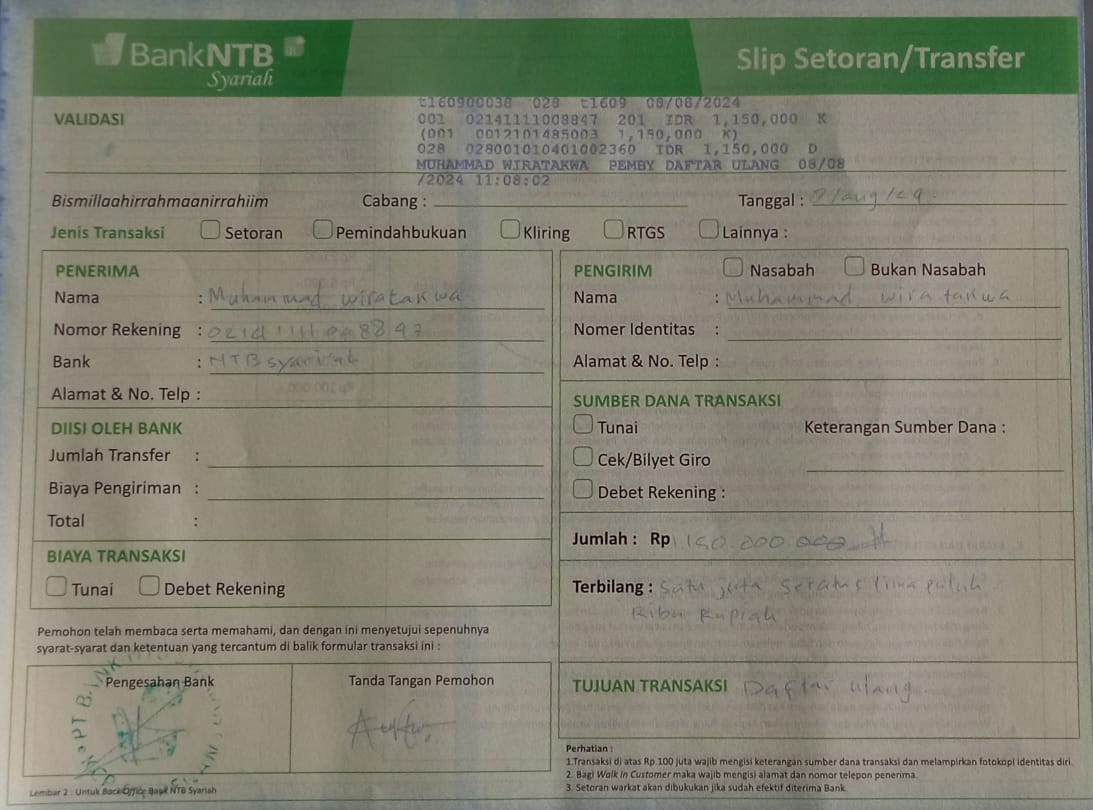 BankNTB
Syariah
Slip Setoran/Transfer
VALIDASI
t160900038 028 t1609 08/08/2024
001 02141111008847 201 IDR 1,150,000 K
(001 0012101485003 1,150,000 K)
028 028001010401002360 IDR 1,150,000 D
MUHAMMAD WIRATAKWA PEMBY DAFTAR ULANG 08/08
/2024 11:08:02
Bismillaahirrahmaanirrahiim Cabang : Tanggal :
Jenis Transaksi Setoran Pemindahbukuan Kliring RTGS Lainnya :
PENERIMA
Nama : Muhammad wiratakwa
Nomor Rekening :
Bank : NTB syariah
Alamat & No. Telp :
DIISI OLEH BANK
Jumlah Transfer :
Biaya Pengiriman :
Total :
BIAYA TRANSAKSI
Tunai Debet Rekening
Pemohon telah membaca serta memahami, dan dengan ini menyetujui sepenuhnya
syarat-syarat dan ketentuan yang tercantum di balik formular transaksi ini :
Pengesahan Bank Tanda Tangan Pemohon
Lembar 2 : Untuk Back Office Bank NTB Syariah
PENGIRIM Nasabah Bukan Nasabah
Nama : Muhammad wiratakwa
Nomer Identitas :
Alamat & No. Telp :
SUMBER DANA TRANSAKSI
Tunai Keterangan Sumber Dana :
Cek/Bilyet Giro
Debet Rekening :
Jumlah : Rp 1.150.000.000
Terbilang : Satu juta Seratus lima puluh
Ribu Rupiah
TUJUAN TRANSAKSI Daftar ulang
Perhatian :
1.Transaksi di atas Rp.100 juta wajib mengisi keterangan sumber dana transaksi dan melampirkan fotokopi identitas diri.
2. Bagi Walk In Customer maka wajib mengisi alamat dan nomor telepon penerima.
3. Setoran warkat akan dibukukan jika sudah efektif diterima Bank.